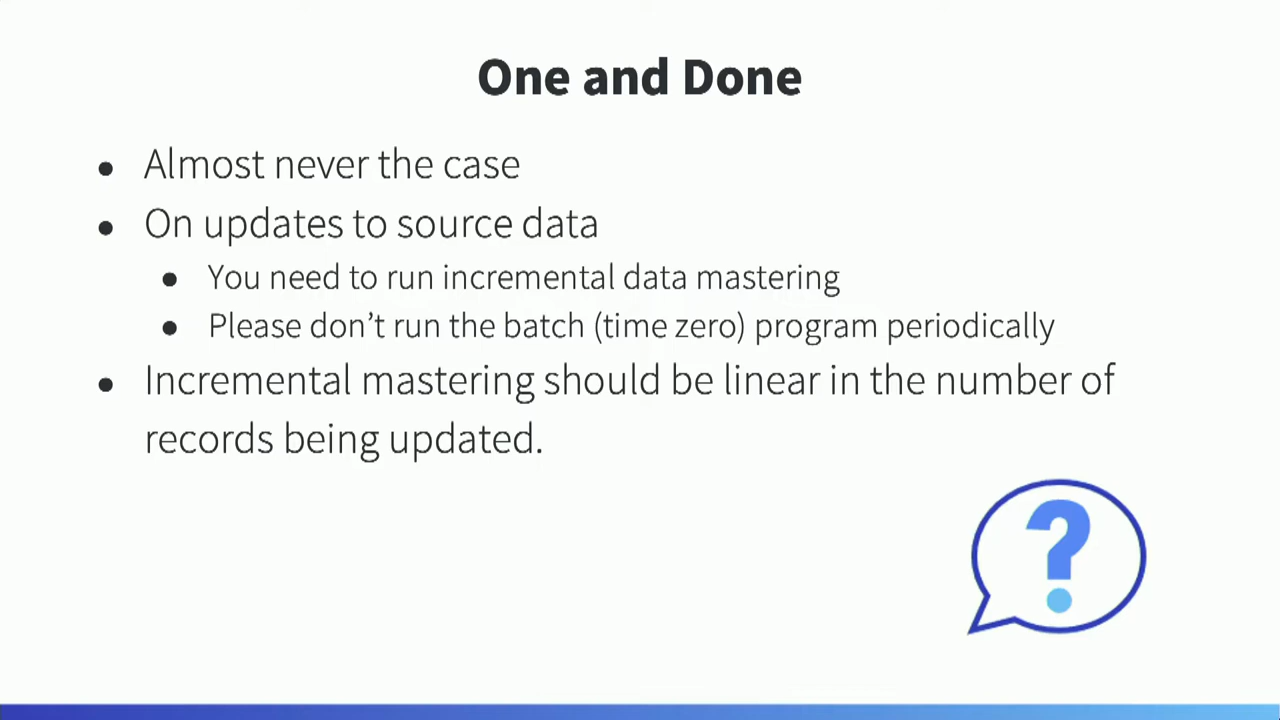 One and Done
● Almost never the case
● On updates to source data
● You need to run incremental data mastering
● Please don’t run the batch (time zero) program periodically
● Incremental mastering should be linear in the number of
records being updated.
?